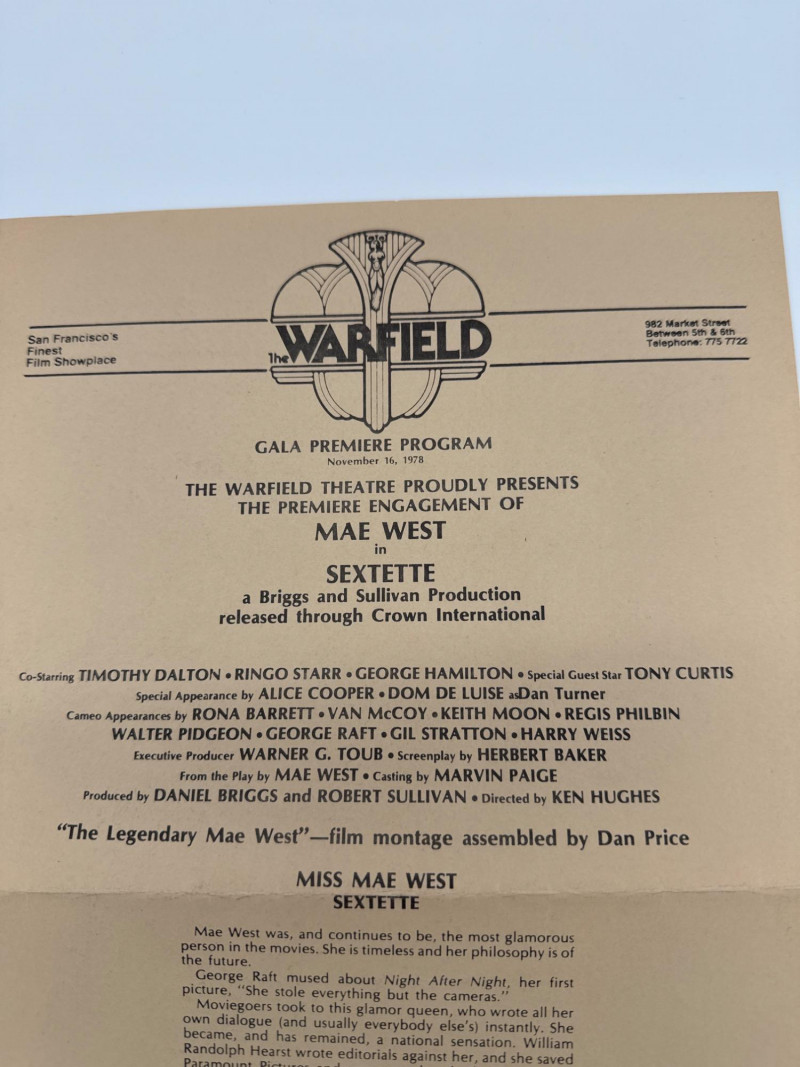 San Francisco's
Finest
Film Showplace
The WARFIELD
982 Market Street
Between 5th & 6th
Telephone: 775 7722
GALA PREMIERE PROGRAM
November 16, 1978
THE WARFIELD THEATRE PROUDLY PRESENTS
THE PREMIERE ENGAGEMENT OF
MAE WEST
in
SEXTETTE
a Briggs and Sullivan Production
released through Crown International
Co-Starring TIMOTHY DALTON • RINGO STARR • GEORGE HAMILTON • Special Guest Star TONY CURTIS
Special Appearance by ALICE COOPER • DOM DE LUISE as Dan Turner
Cameo Appearances by RONA BARRETT • VAN McCOY • KEITH MOON • REGIS PHILBIN
WALTER PIDGEON • GEORGE RAFT • GIL STRATTON • HARRY WEISS
Executive Producer WARNER G. TOUB • Screenplay by HERBERT BAKER
From the Play by MAE WEST • Casting by MARVIN PAIGE
Produced by DANIEL BRIGGS and ROBERT SULLIVAN • Directed by KEN HUGHES
"The Legendary Mae West"—film montage assembled by Dan Price
MISS MAE WEST
SEXTETTE
Mae West was, and continues to be, the most glamorous
person in the movies. She is timeless and her philosophy is of
the future.
George Raft mused about Night After Night, her first
picture, "She stole everything but the cameras."
Moviegoers took to this glamor queen, who wrote all her
own dialogue (and usually everybody else's) instantly. She
became, and has remained, a national sensation. William
Randolph Hearst wrote editorials against her, and she saved
Paramount Pictures